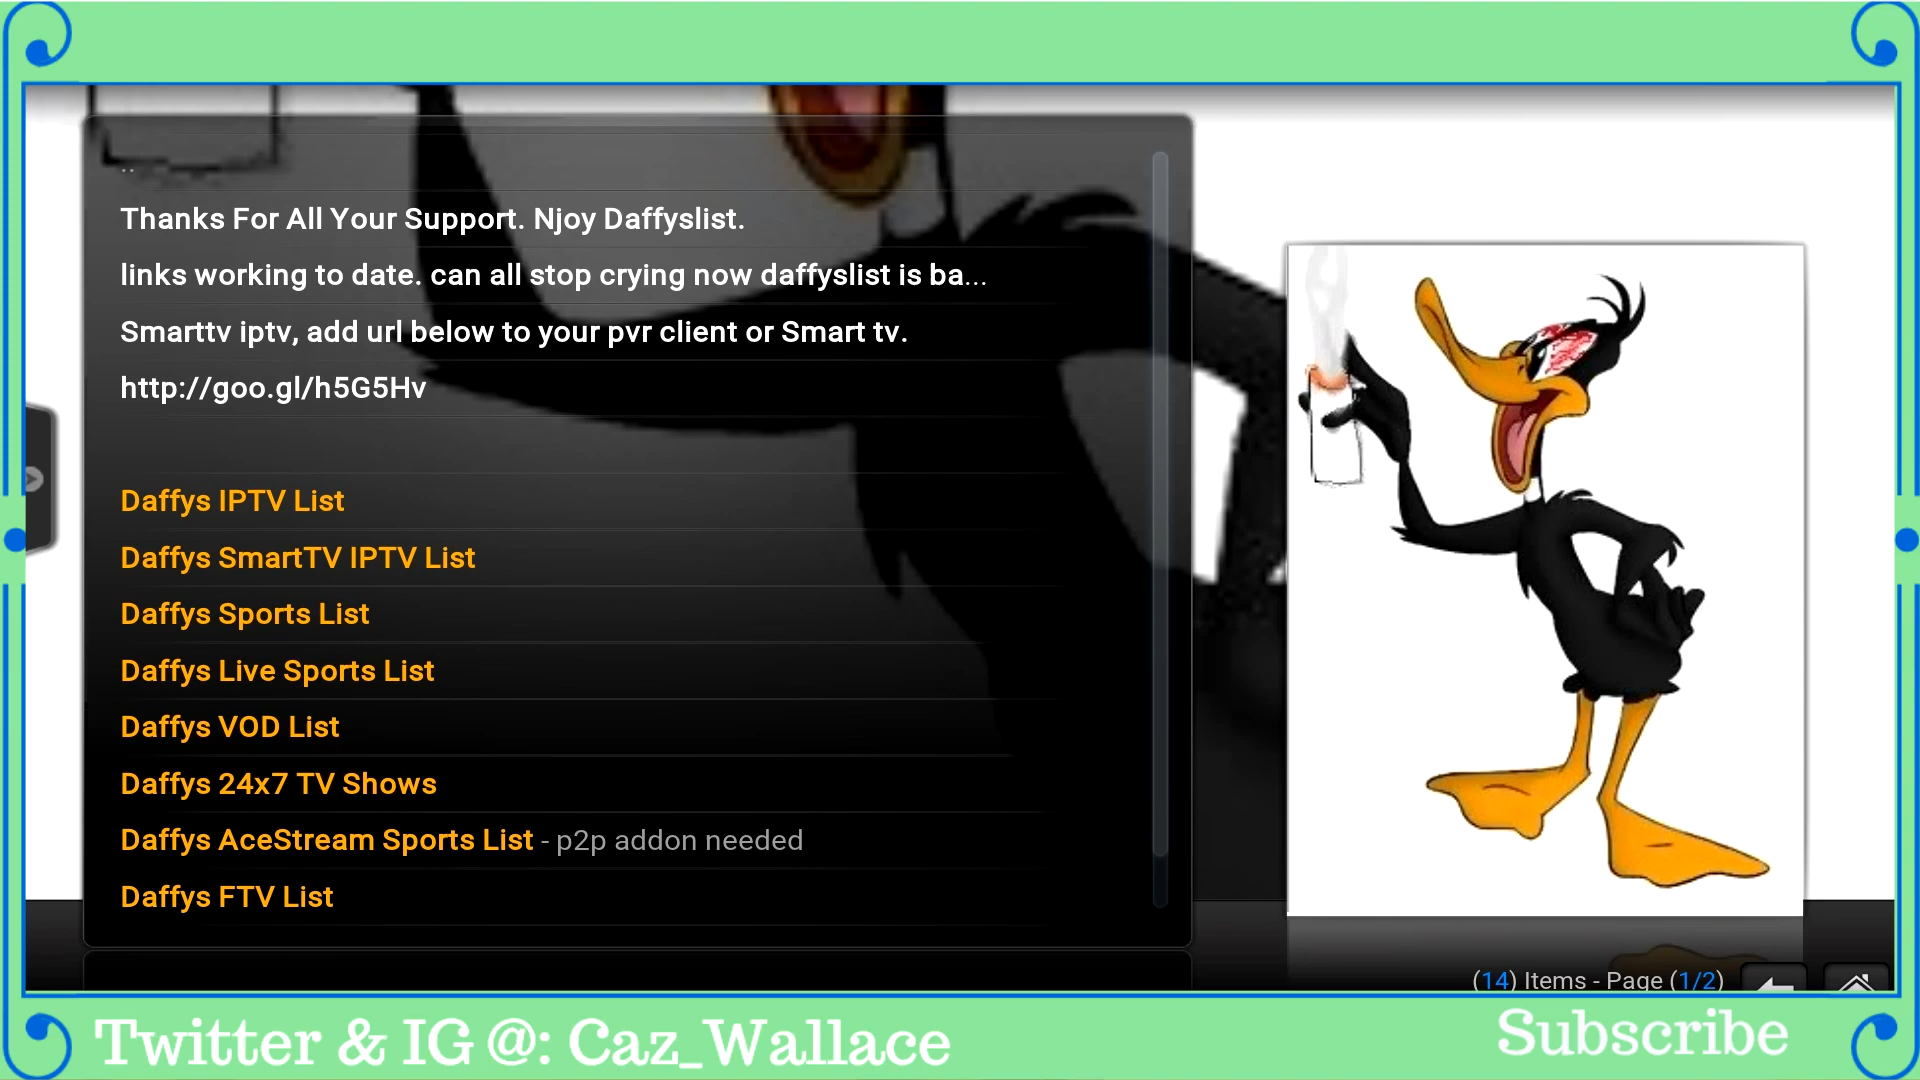 ..
Thanks For All Your Support. Njoy Daffyslist.
links working to date. can all stop crying now daffyslist is ba...
Smarttv iptv, add url below to your pvr client or Smart tv.
http://goo.gl/h5G5Hv
Daffys IPTV List
Daffys SmartTV IPTV List
Daffys Sports List
Daffys Live Sports List
Daffys VOD List
Daffys 24x7 TV Shows
Daffys AceStream Sports List - p2p addon needed
Daffys FTV List
(14) Items - Page (1/2)
Twitter & IG @: Caz_Wallace
Subscribe